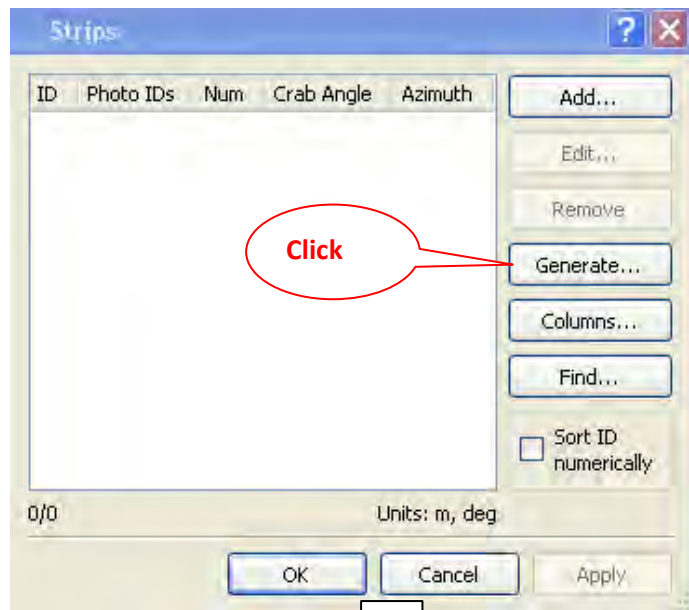 Strips
?
ID Photo IDs Num Crab Angle Azimuth
Add...
Edit...
Remove
Click
Generate...
Columns...
Find...
Sort ID
numerically
0/0
Units: m, deg
OK
Cancel
Apply